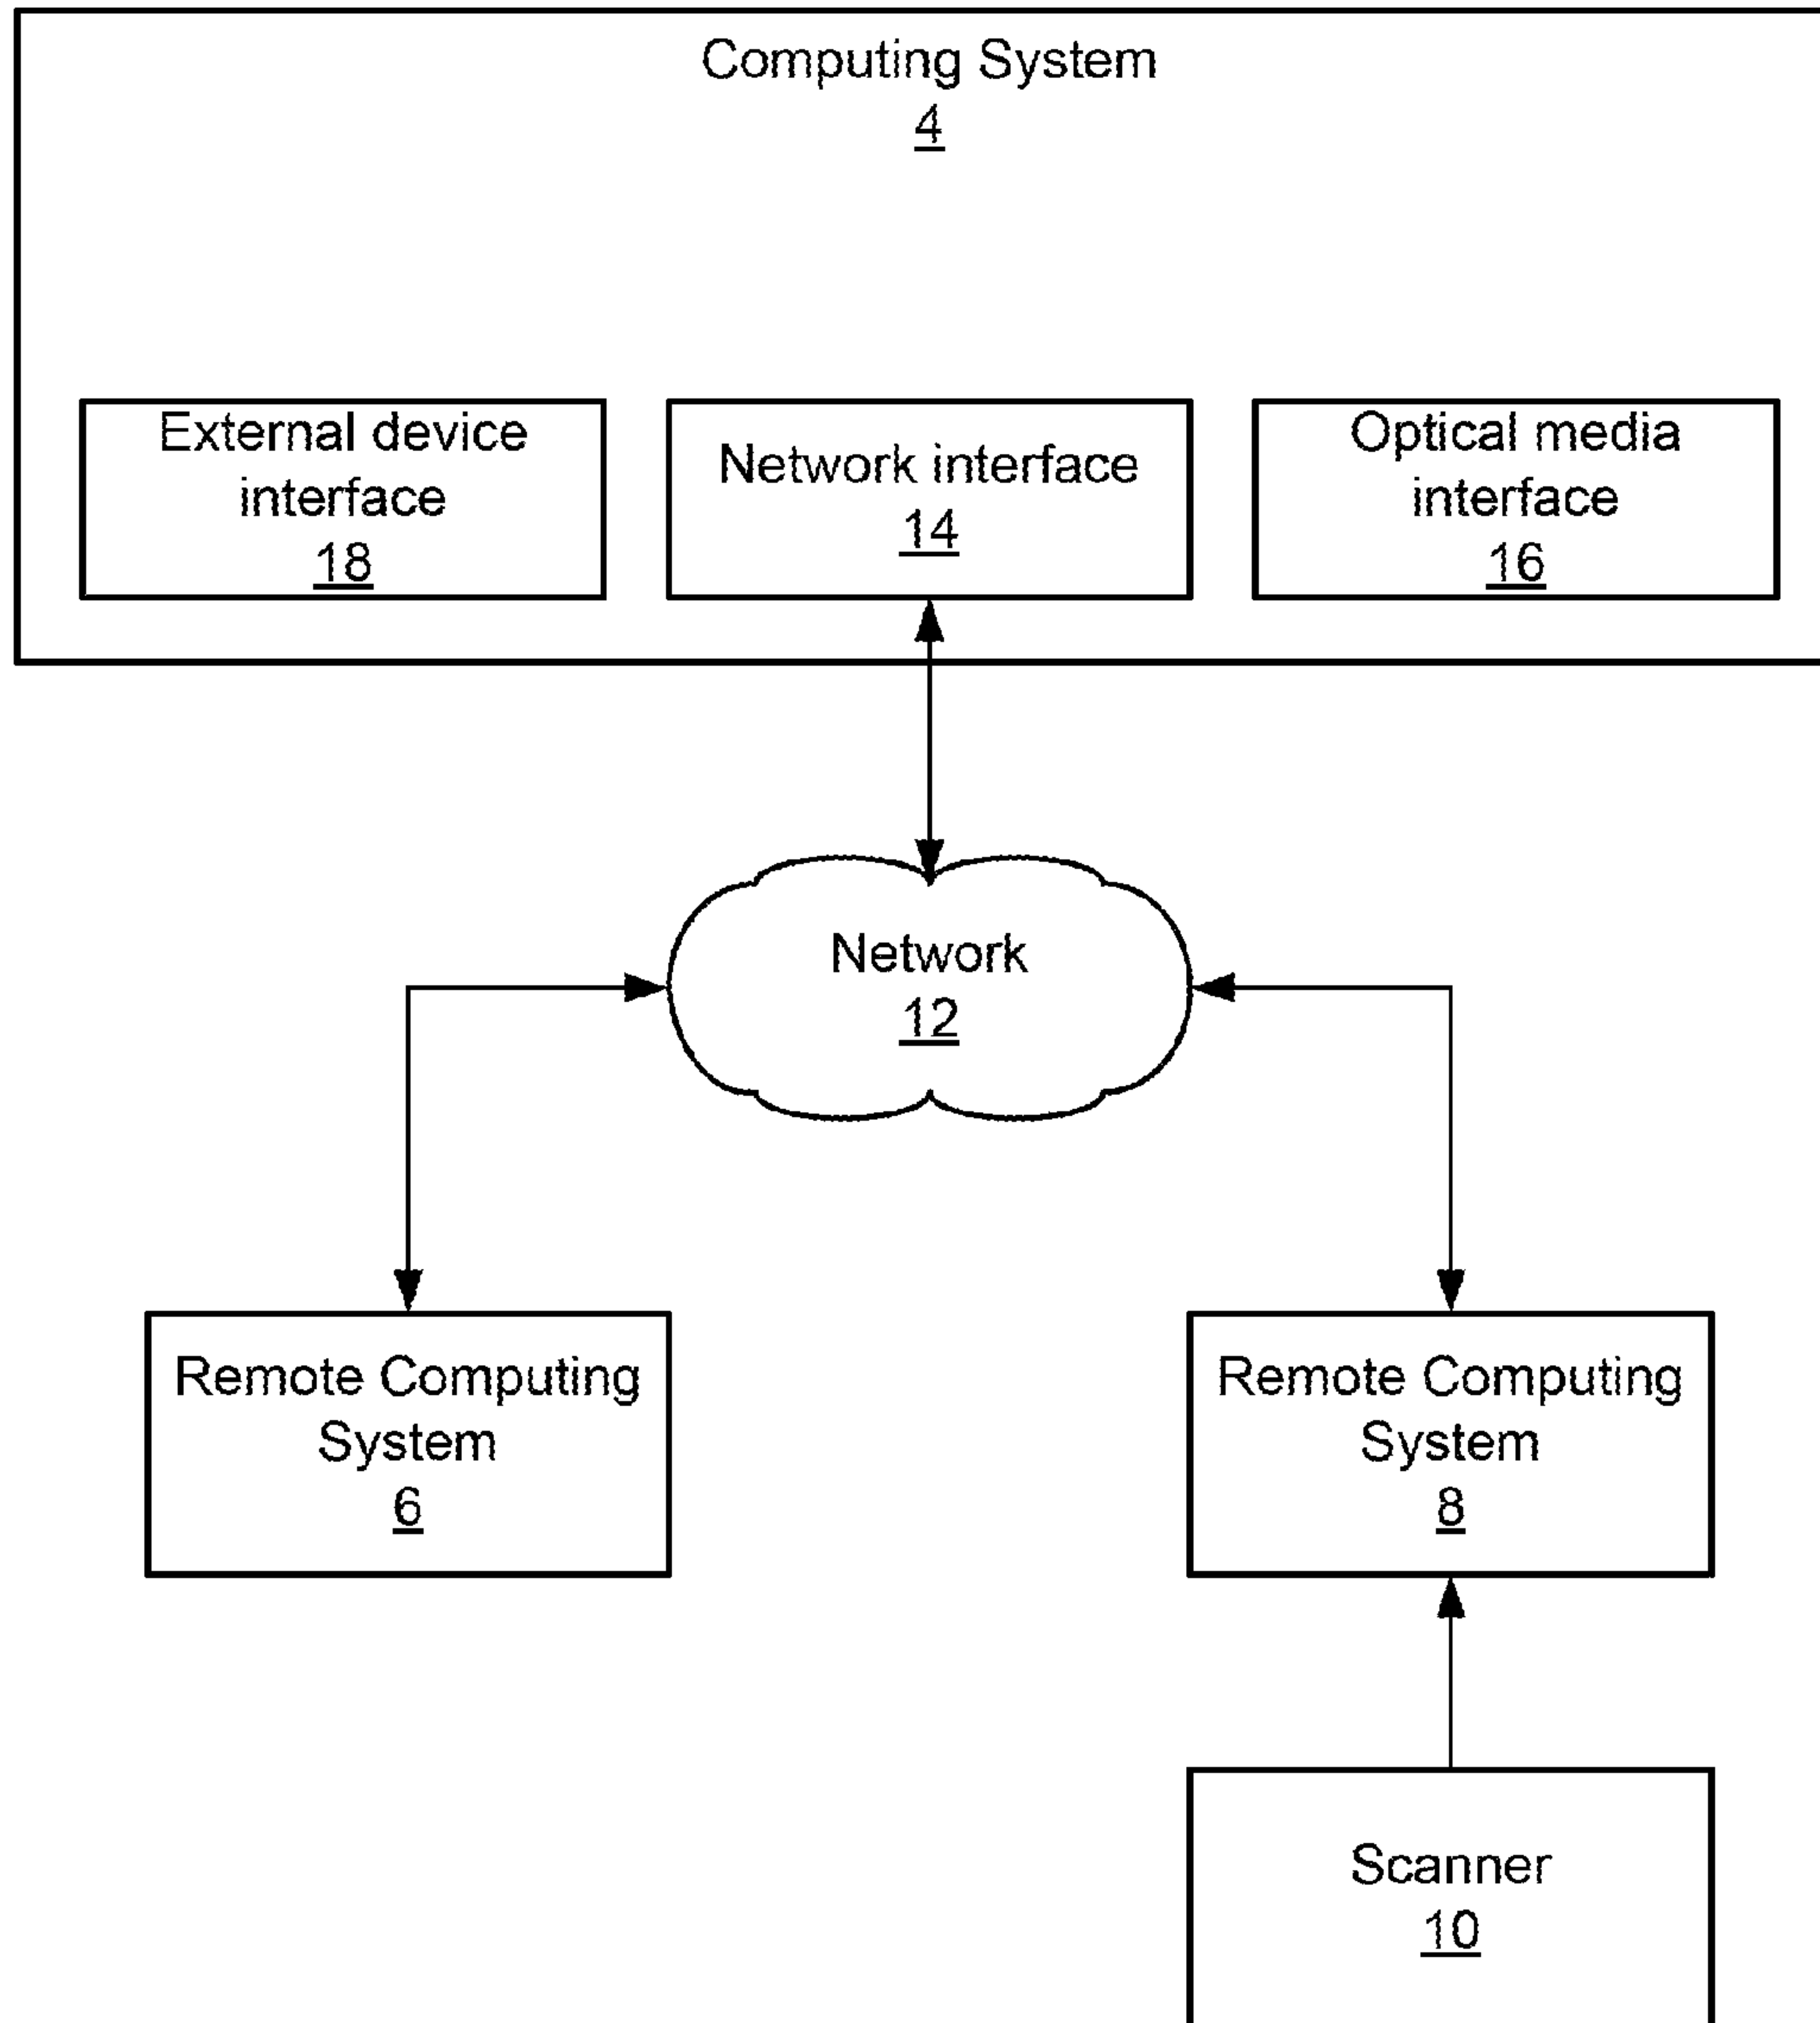 Computing System
4
External device
interface
18
Network interface
14
Optical media
interface
16
Network
12
Remote Computing
System
6
Remote Computing
System
8
Scanner
10